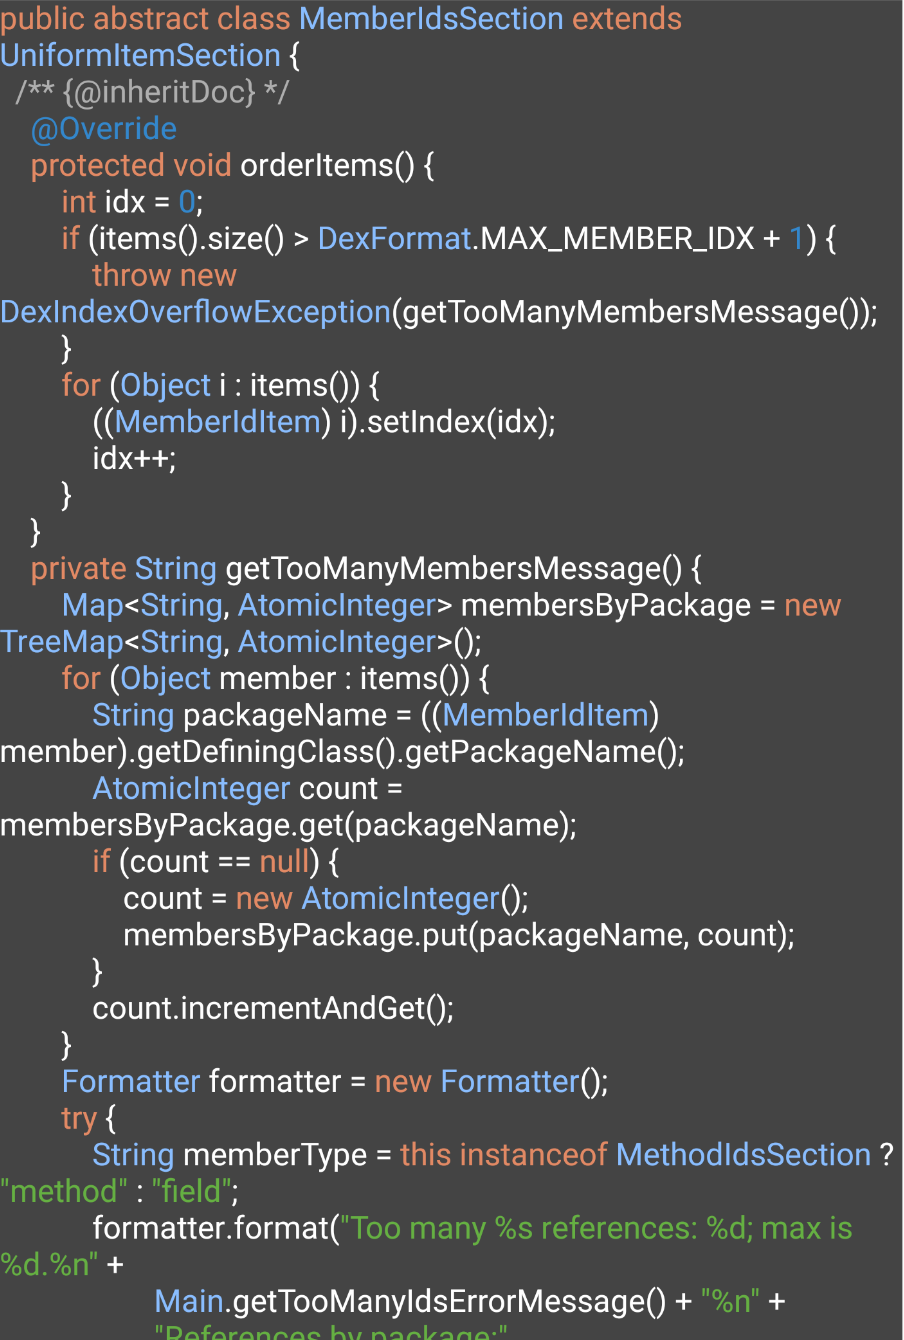 public abstract class MemberIdsSection extends
UniformItemSection {
/** {@inheritDoc} */
@Override
protected void orderItems() {
int idx = 0;
if (items().size() > DexFormat.MAX_MEMBER_IDX + 1) {
throw new
DexIndexOverflowException(getTooManyMembersMessage());
}
for (Object i : items()) {
((MemberIdItem) i).setIndex(idx);
idx++;
}
}
private String getTooManyMembersMessage() {
Map<String, AtomicInteger> membersByPackage = new
TreeMap<String, AtomicInteger>();
for (Object member : items()) {
String packageName = ((MemberIdItem)
member).getDefiningClass().getPackageName();
AtomicInteger count =
membersByPackage.get(packageName);
if (count == null) {
count = new AtomicInteger();
membersByPackage.put(packageName, count);
}
count.incrementAndGet();
}
Formatter formatter = new Formatter();
try {
String memberType = this instanceof MethodIdsSection ?
"method" : "field";
formatter.format("Too many %s references: %d; max is
%d.%n" +
Main.getTooManyIdsErrorMessage() + "%n" +
"References by package:"